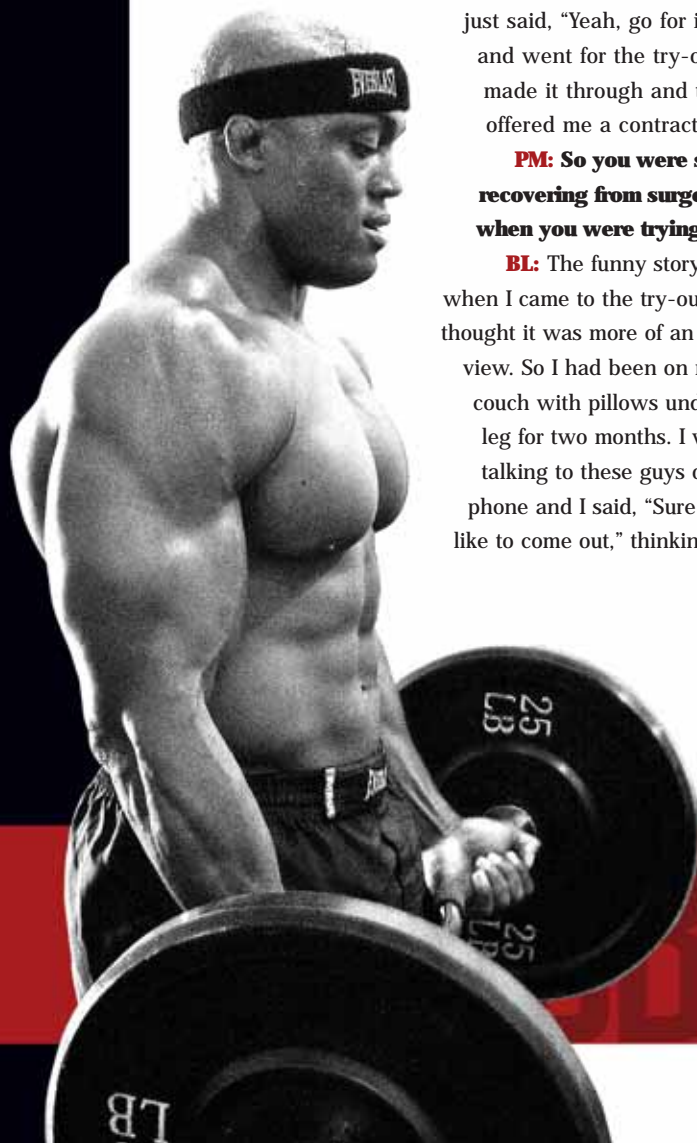 just said, “Yeah, go for i
and went for the try-o
made it through and t
offered me a contract
PM: So you were s
recovering from surge
when you were trying
BL: The funny story
when I came to the try-ou
thought it was more of an
view. So I had been on
couch with pillows und
leg for two months. I w
talking to these guys o
phone and I said, “Sure
like to come out,” thinkin
EVERLAST
25
LB
25
LB
LB